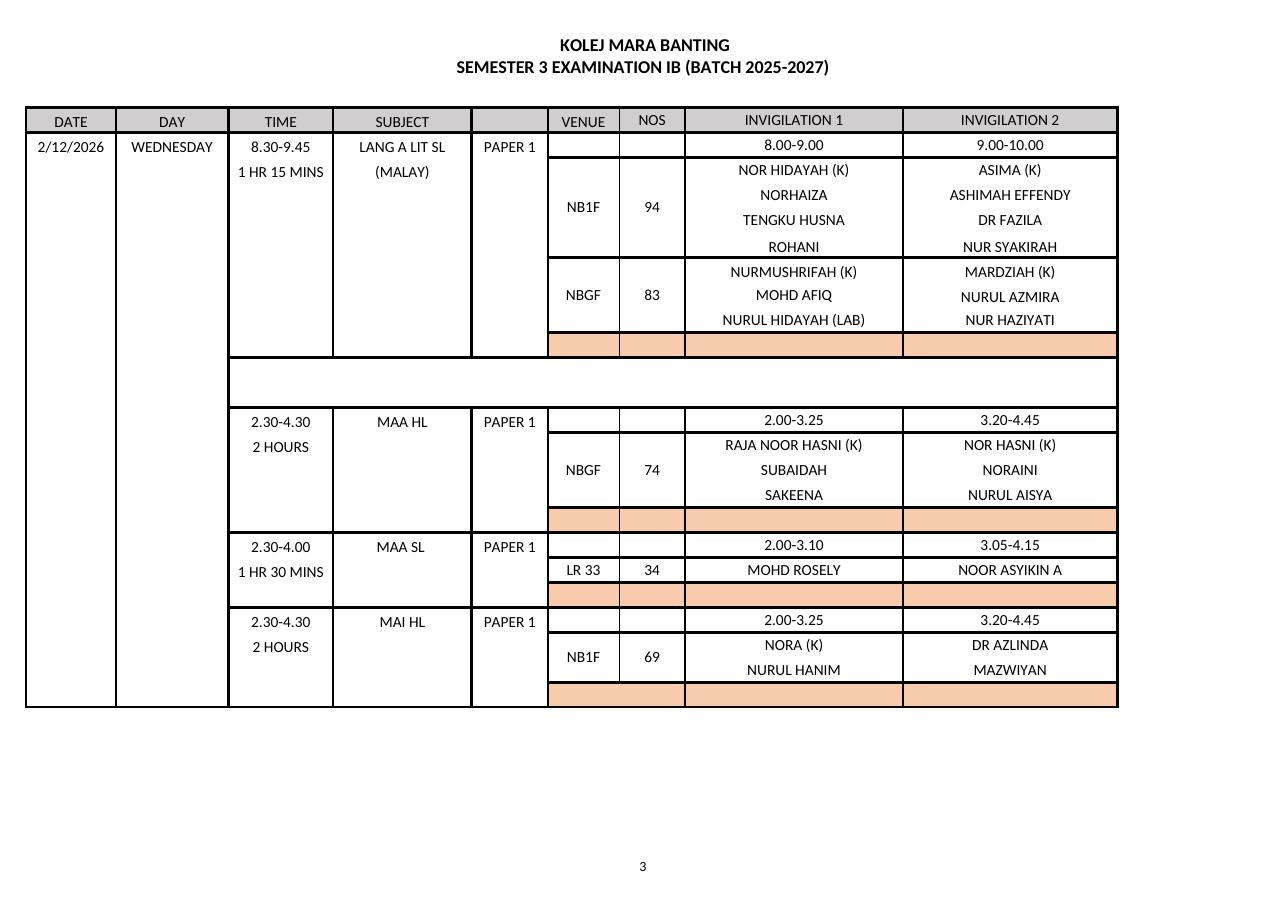 KOLEJ MARA BANTING
SEMESTER 3 EXAMINATION IB (BATCH 2025-2027)
DATE DAY TIME SUBJECT VENUE NOS INVIGILATION 1 INVIGILATION 2
2/12/2026 WEDNESDAY 8.30-9.45 LANG A LIT SL PAPER 1 8.00-9.00 9.00-10.00
1 HR 15 MINS (MALAY) NOR HIDAYAH (K) ASIMA (K)
NORHAIZA ASHIMAH EFFENDY
NB1F 94
TENGKU HUSNA DR FAZILA
ROHANI NUR SYAKIRAH
NURMUSHRIFAH (K) MARDZIAH (K)
NBGF 83 MOHD AFIQ NURUL AZMIRA
NURUL HIDAYAH (LAB) NUR HAZIYATI
2.30-4.30 MAA HL PAPER 1 2.00-3.25 3.20-4.45
2 HOURS RAJA NOOR HASNI (K) NOR HASNI (K)
NBGF 74 SUBAIDAH NORAINI
SAKEENA NURUL AISYA
2.30-4.00 MAA SL PAPER 1 2.00-3.10 3.05-4.15
1 HR 30 MINS LR 33 34 MOHD ROSELY NOOR ASYIKIN A
2.30-4.30 MAI HL PAPER 1 2.00-3.25 3.20-4.45
2 HOURS NORA (K) DR AZLINDA
NB1F 69
NURUL HANIM MAZWIYAN
3